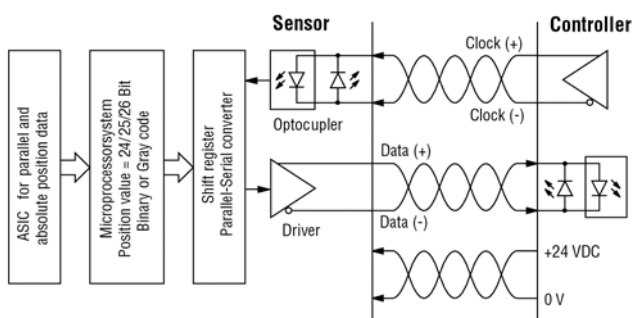 Sensor
Controller
Clock (+)
Clock (-)
Optocupler
ASIC for parallel and
absolute position data
Microprocessorsystem
Position value = 24/25/26 Bit
Binary or Gray code
Shift register
Parallel-Serial converter
Data (+)
Data (-)
Driver
+24 VDC
0 V